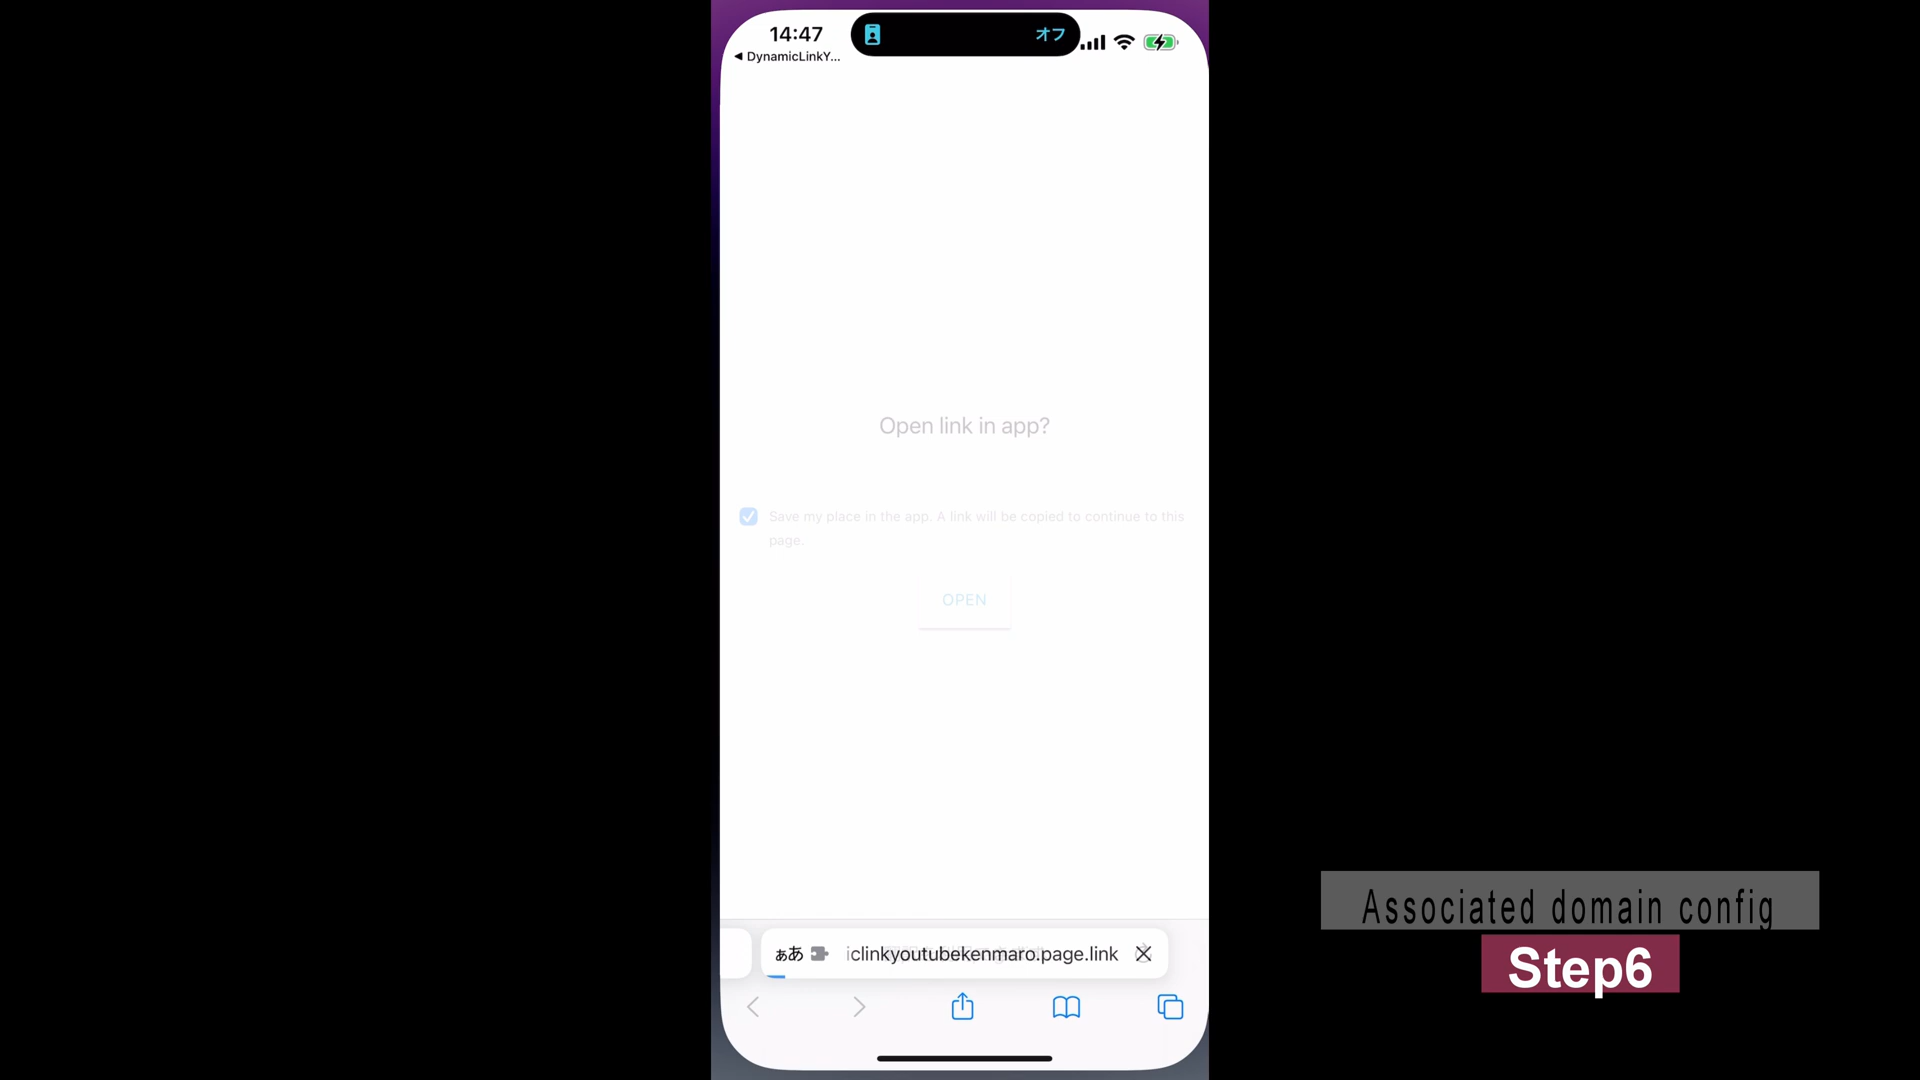 14:47
オフ
◀ DynamicLinkY...
Open link in app?
Save my place in the app. A link will be copied to continue to this
page.
OPEN
ぁあ
iclinkyoutubekenmaro.page.link
Associated domain config
Step6